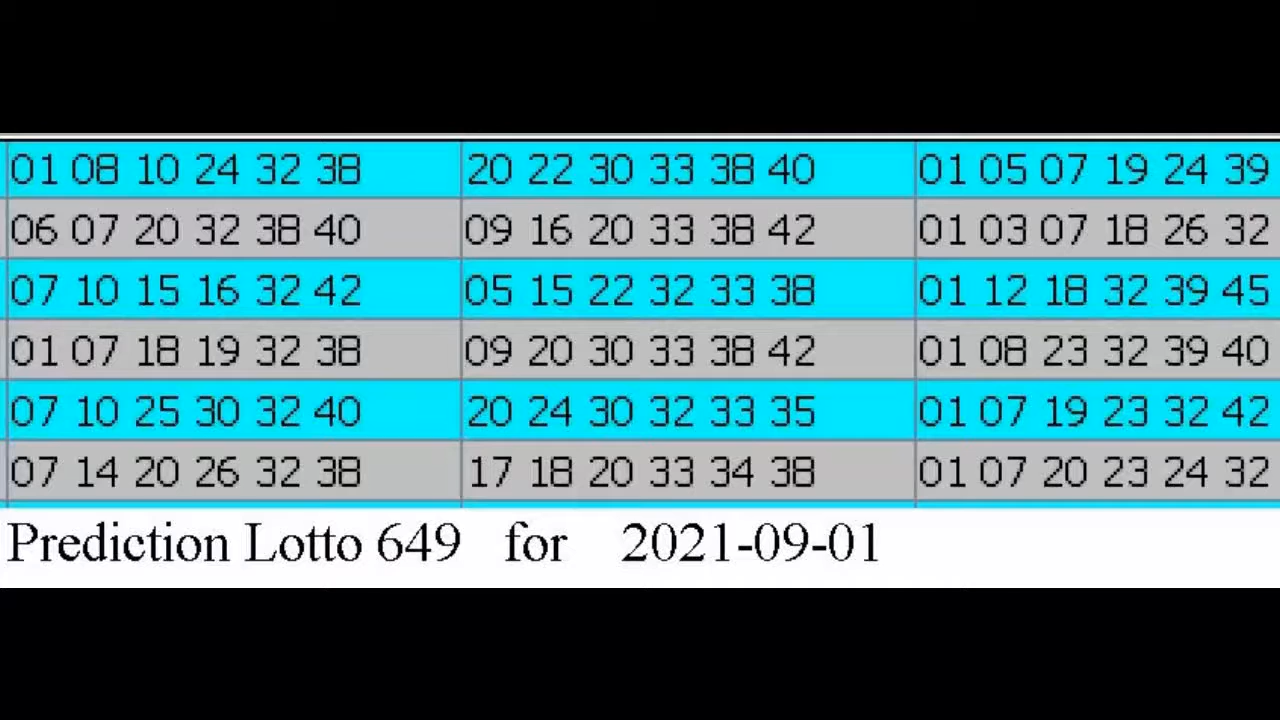 01 08 10 24 32 38 20 22 30 33 38 40 01 05 07 19 24 39
06 07 20 32 38 40 09 16 20 33 38 42 01 03 07 18 26 32
07 10 15 16 32 42 05 15 22 32 33 38 01 12 18 32 39 45
01 07 18 19 32 38 09 20 30 33 38 42 01 08 23 32 39 40
07 10 25 30 32 40 20 24 30 32 33 35 01 07 19 23 32 42
07 14 20 26 32 38 17 18 20 33 34 38 01 07 20 23 24 32
Prediction Lotto 649 for 2021-09-01